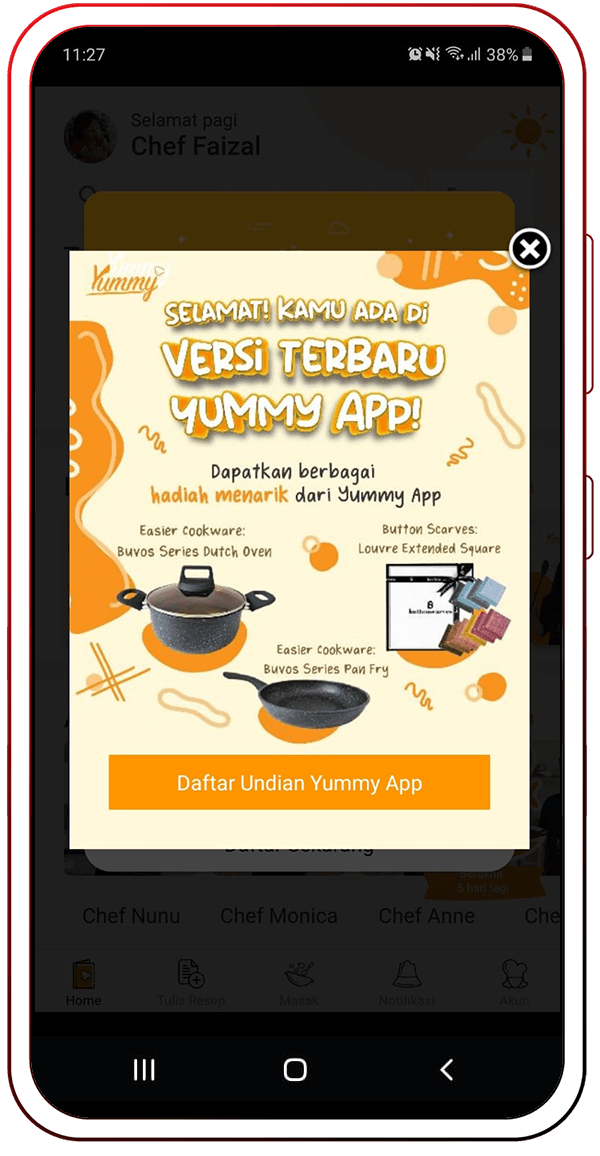 11:27
38%
Selamat pagi
Chef Faizal
Yummy
SELAMAT! KAMU ADA DI
VERSI TERBARU
YUMMY APP!
Dapatkan berbagai
hadiah menarik dari Yummy App
Easier Cookware:
Buvos Series Dutch Oven
Button Scarves:
Louvre Extended Square
B
buttonscarves
Easier Cookware:
Buvos Series Pan Fry
Daftar Undian Yummy App
Daftar Sekarang
Berakhir
5 hari lagi
Chef Nunu
Chef Monica
Chef Anne
Che
Home
Tulis Resep
Masak
Notifikasi
Akun